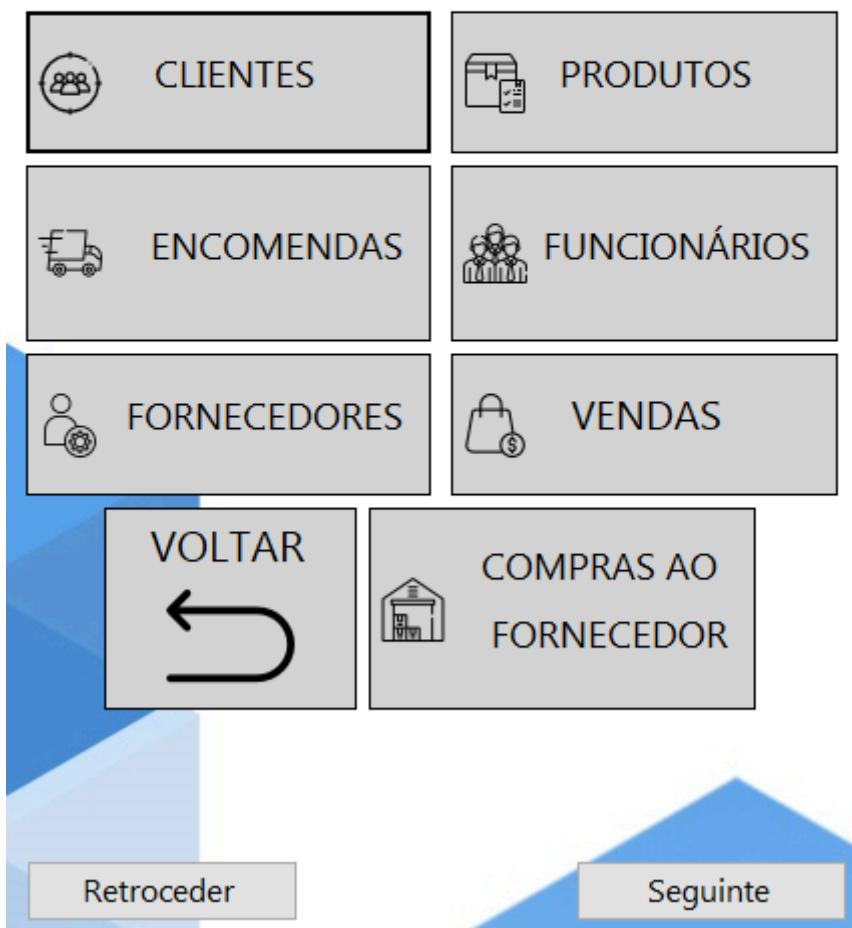 CLIENTES
PRODUTOS
ENCOMENDAS
FUNCIONÁRIOS
FORNECEDORES
VENDAS
VOLTAR
COMPRAS AO
FORNECEDOR
Retroceder
Seguinte